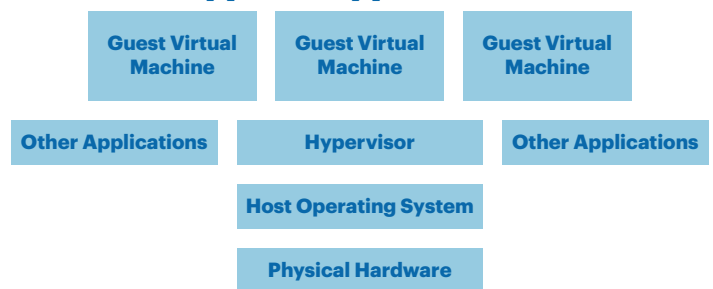 Guest Virtual
Machine
Guest Virtual
Machine
Guest Virtual
Machine
Other Applications
Hypervisor
Other Applications
Host Operating System
Physical Hardware